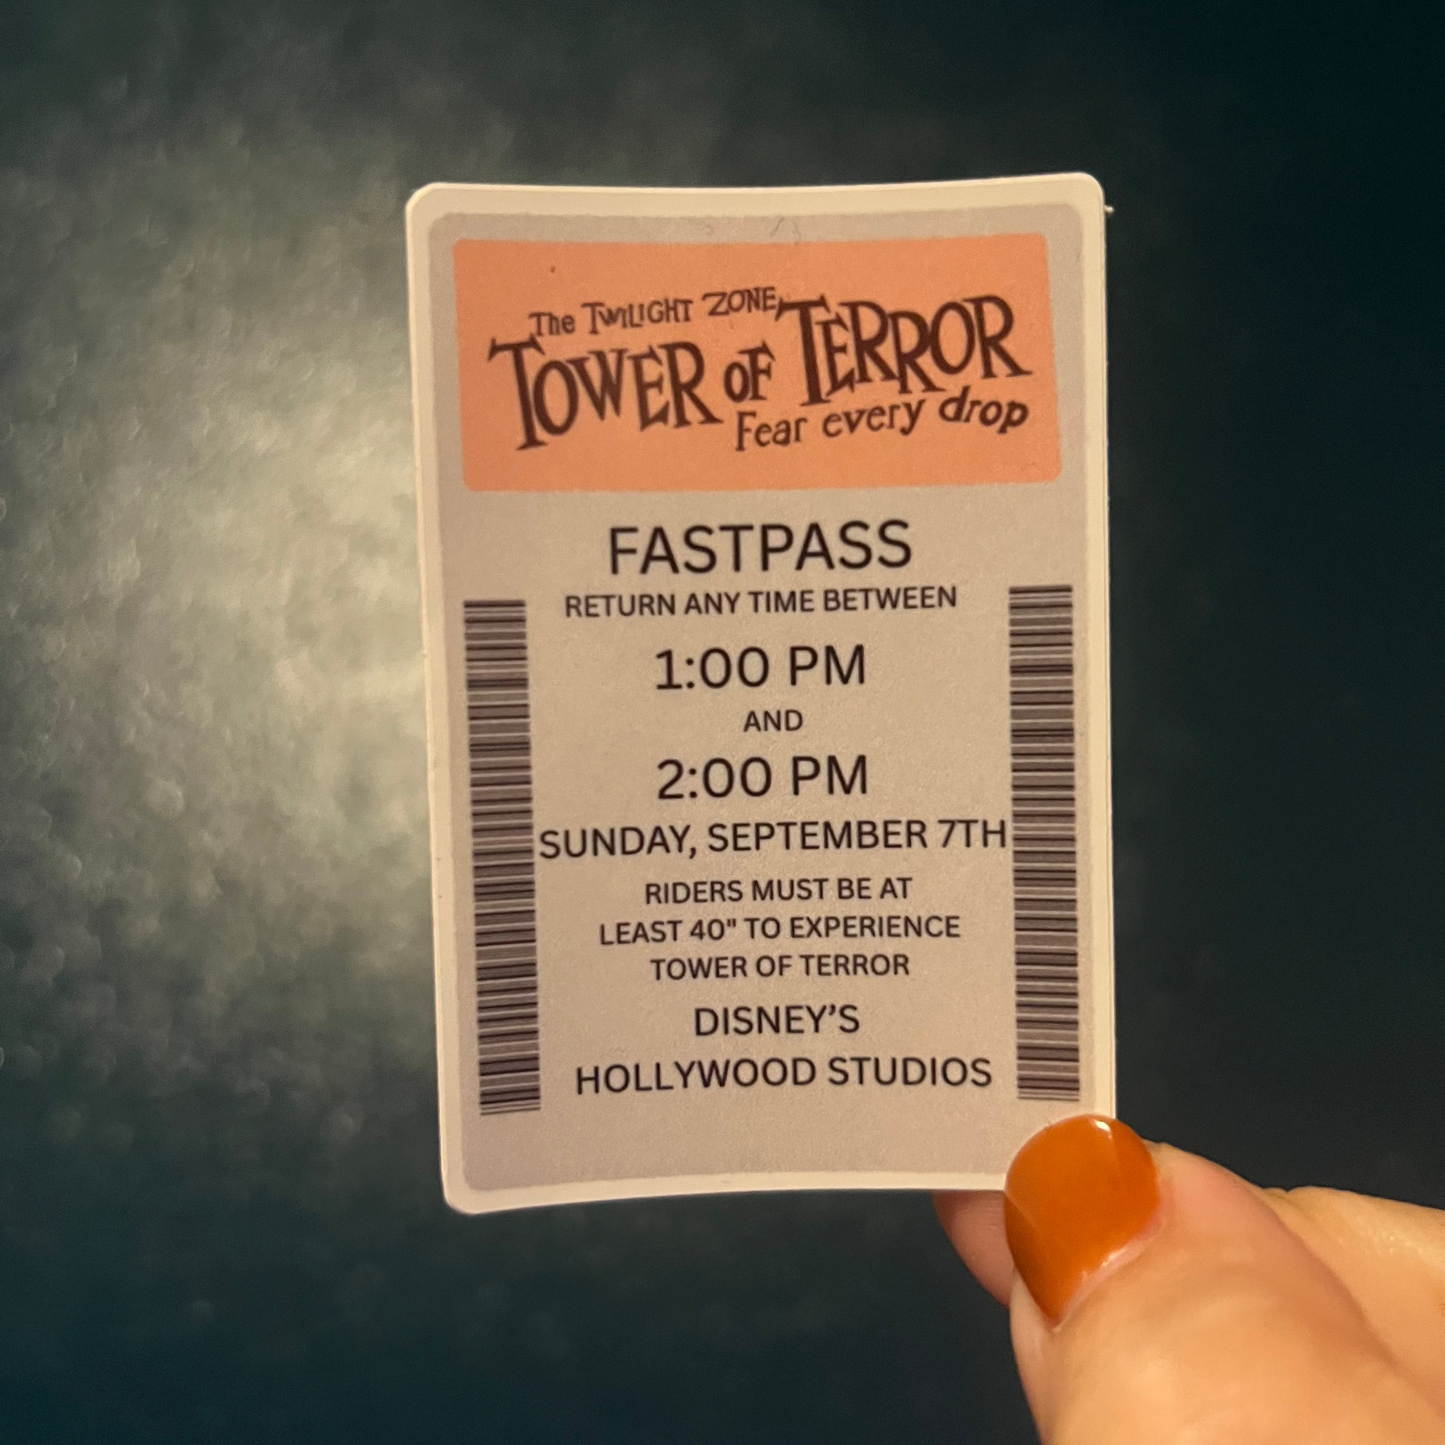 The TWILIGHT ZONE
TOWER OF TERROR
Fear every drop
FASTPASS
RETURN ANY TIME BETWEEN
1:00 PM
AND
2:00 PM
SUNDAY, SEPTEMBER 7TH
RIDERS MUST BE AT
LEAST 40" TO EXPERIENCE
TOWER OF TERROR
DISNEY’S
HOLLYWOOD STUDIOS